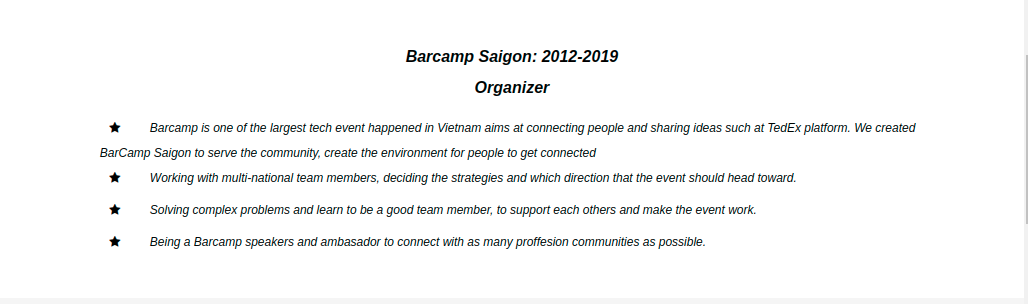 Barcamp Saigon: 2012-2019
Organizer
★ Barcamp is one of the largest tech event happened in Vietnam aims at connecting people and sharing ideas such at TedEx platform. We created
BarCamp Saigon to serve the community, create the environment for people to get connected
★ Working with multi-national team members, deciding the strategies and which direction that the event should head toward.
★ Solving complex problems and learn to be a good team member, to support each others and make the event work.
★ Being a Barcamp speakers and ambasador to connect with as many proffesion communities as possible.